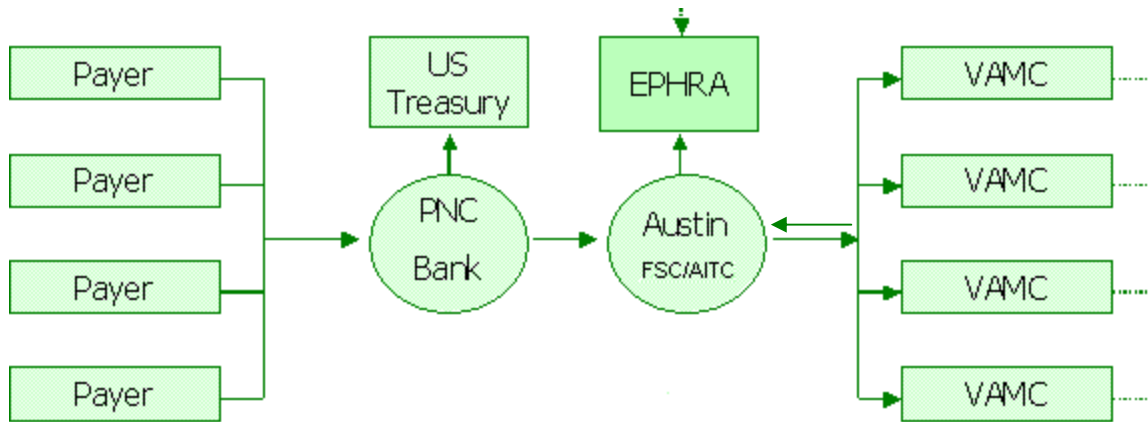 Payer
Payer
Payer
Payer
US
Treasury
PNC
Bank
EPHRA
Austin
FSC/AITC
VAMC
VAMC
VAMC
VAMC